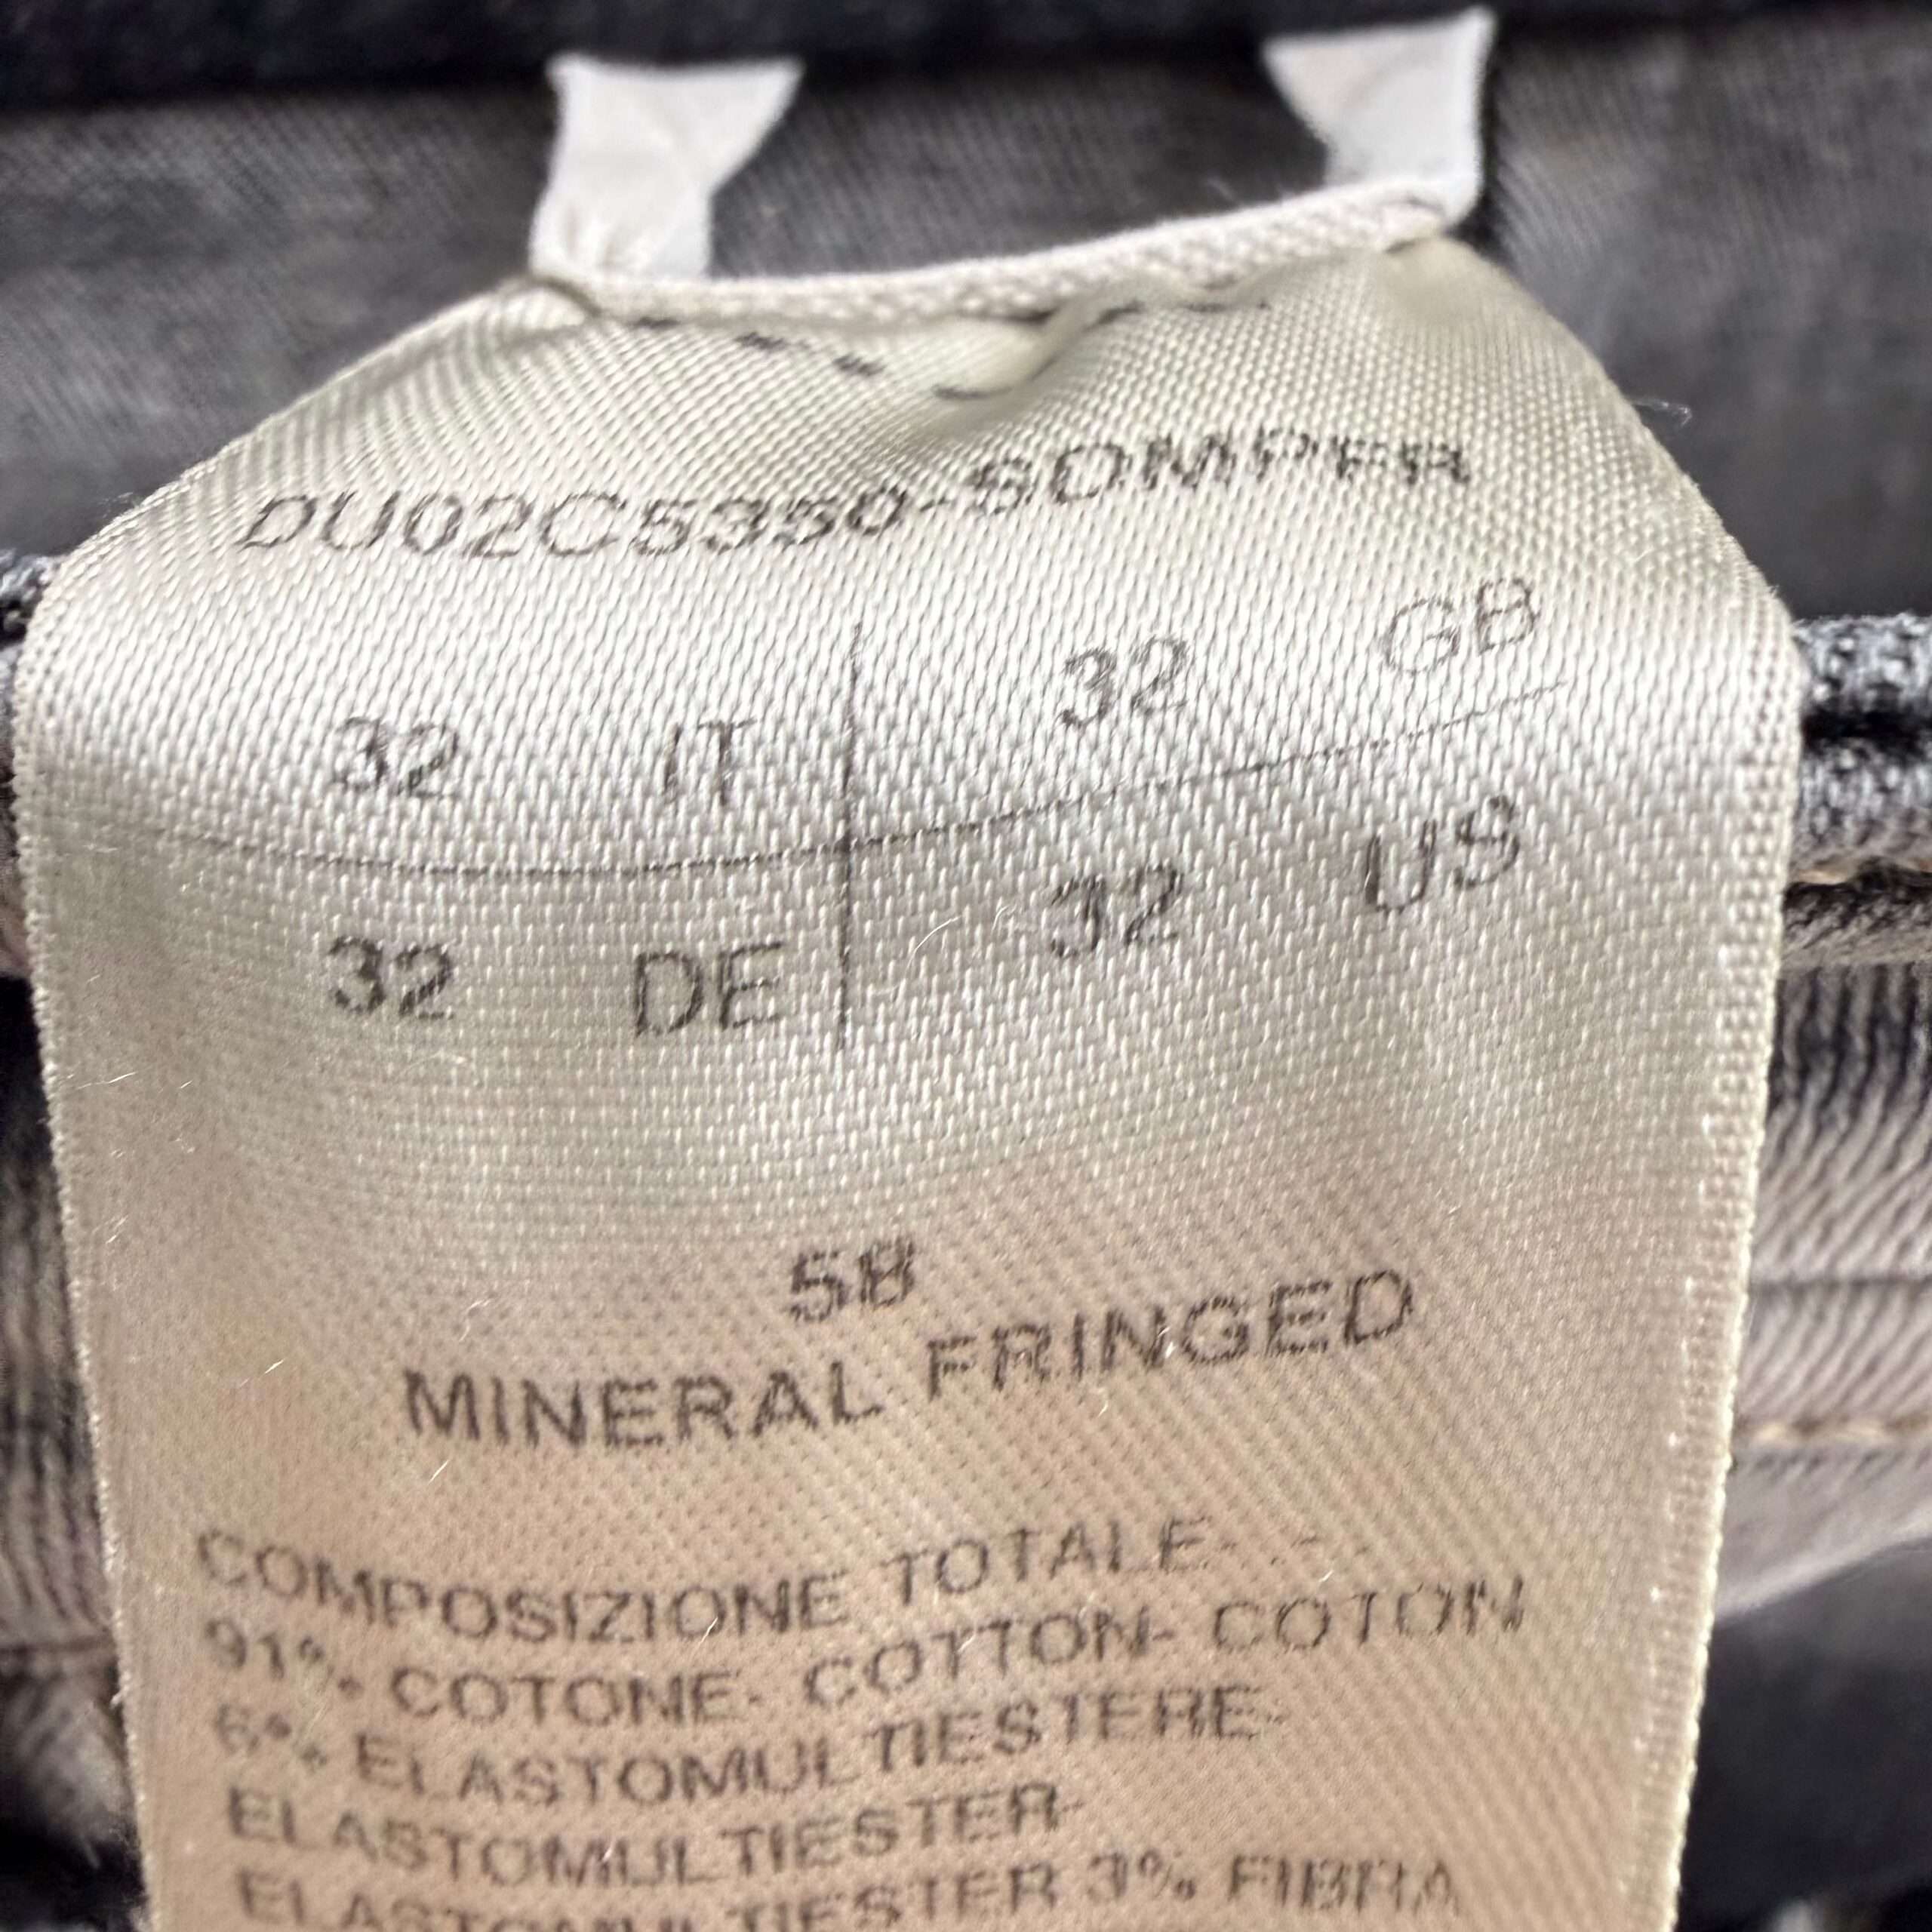 DU02C5350-SDMPFR
32 IT 32 GB
32 DE 32 US
58
MINERAL FRINGED
COMPOSIZIONE TOTALE-
91% COTONE- COTTON- COTON
6% ELASTOMULTIESTERE-
ELASTOMULTIESTER-
ELASTOMULTIESTER 3% FIBRA